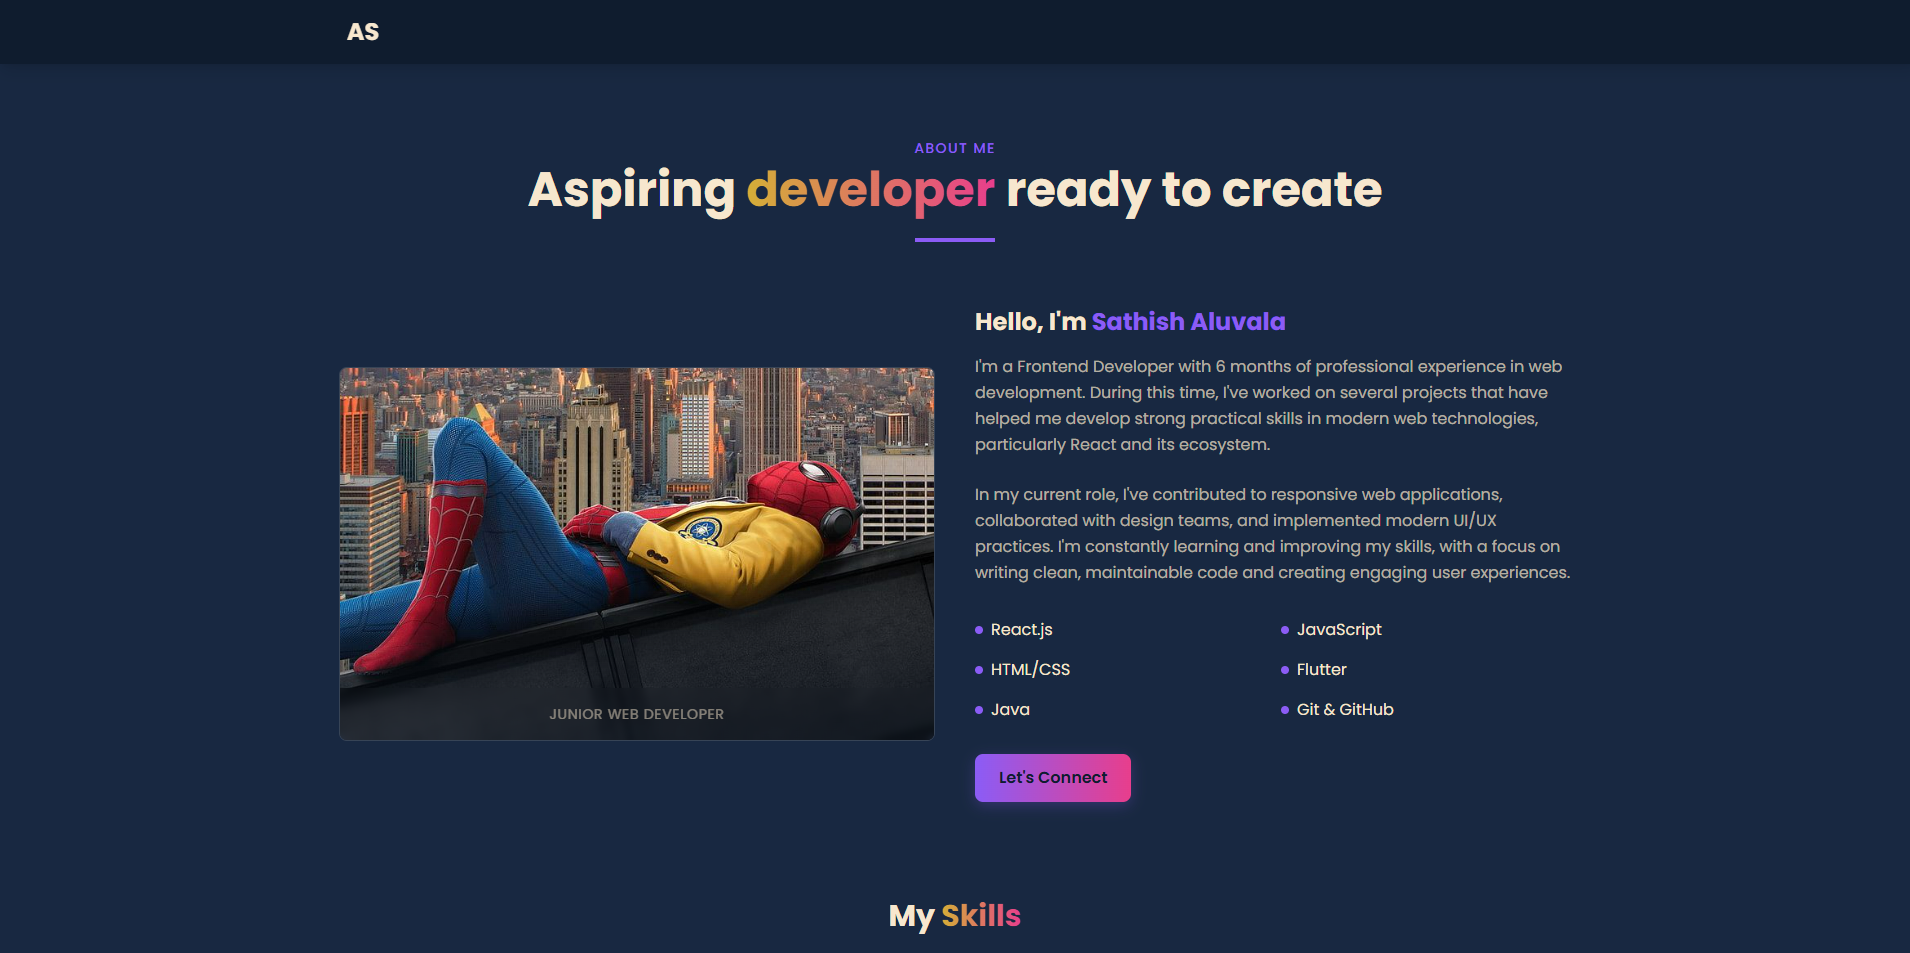 AS
ABOUT ME
Aspiring developer ready to create
Hello, I'm Sathish Aluvala
I'm a Frontend Developer with 6 months of professional experience in web
development. During this time, I've worked on several projects that have
helped me develop strong practical skills in modern web technologies,
particularly React and its ecosystem.
In my current role, I've contributed to responsive web applications,
collaborated with design teams, and implemented modern UI/UX
practices. I'm constantly learning and improving my skills, with a focus on
writing clean, maintainable code and creating engaging user experiences.
React.js
JavaScript
HTML/CSS
Flutter
Java
Git & GitHub
JUNIOR WEB DEVELOPER
Let's Connect
My Skills